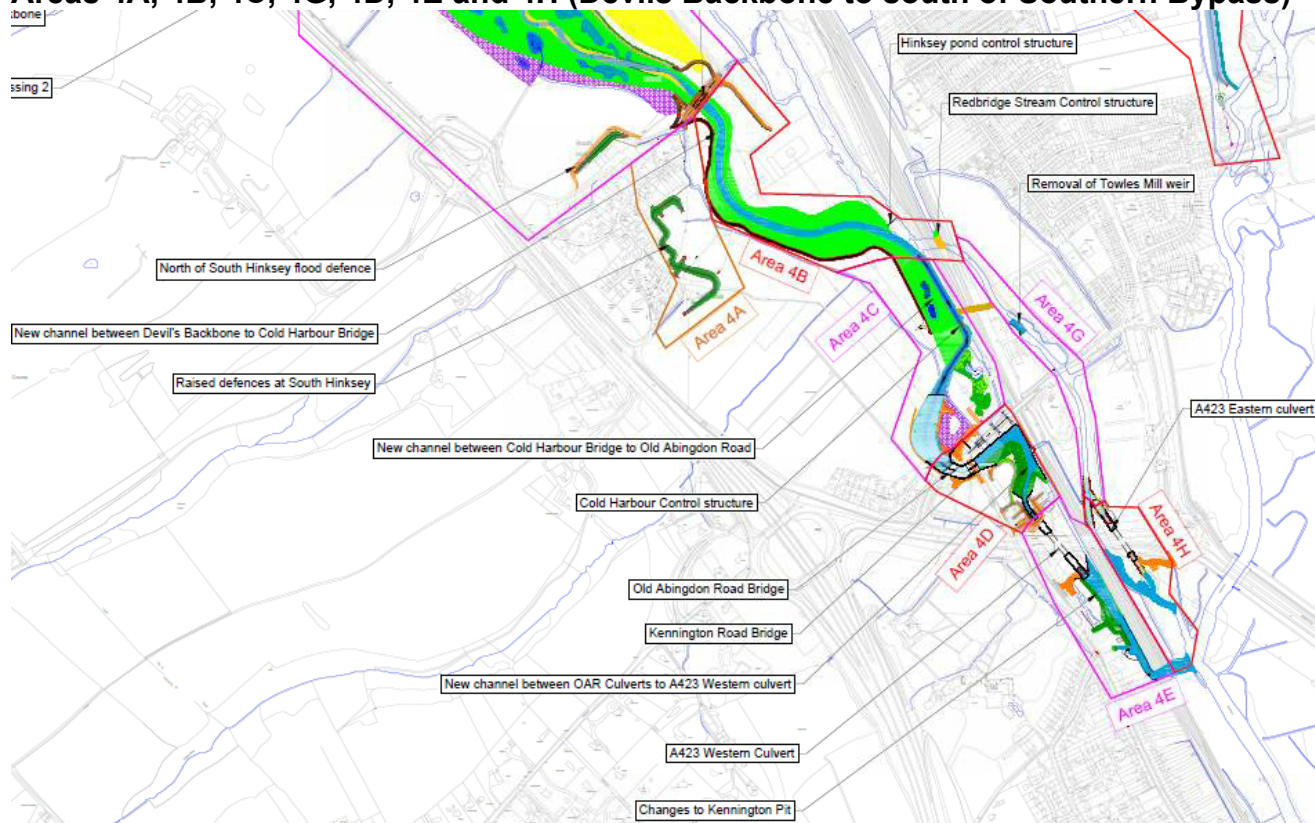 Areas 4A, 4B, 4C, 4G, 4D, 4E and 4H (Devils Backbone to south of Southern Bypass)
kbone
Hinksey pond control structure
ssing 2
Redbridge Stream Control structure
Removal of Towles Mill weir
North of South Hinksey flood defence
Area 4B
New channel between Devil's Backbone to Cold Harbour Bridge
Area 4A
Area 4C
Area 4G
Raised defences at South Hinksey
A423 Eastern culvert
New channel between Cold Harbour Bridge to Old Abingdon Road
Cold Harbour Control structure
Area 4D
Area 4H
Old Abingdon Road Bridge
Kennington Road Bridge
New channel between OAR Culverts to A423 Western culvert
Area 4E
A423 Western Culvert
Changes to Kennington Pit